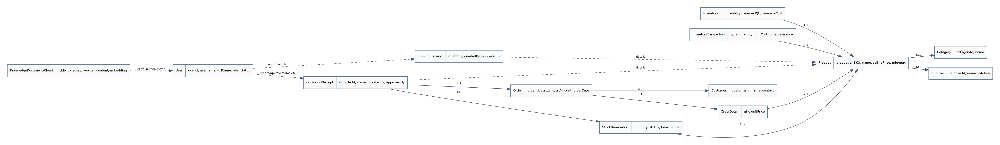 Inventory
currentQty; reservedQty; averageCost
1:1
InventoryTransaction
type; quantity; unitCost; time; reference
N:1
KnowledgeDocument/Chunk
title; category; version; content/embedding
AI trả lời theo quyền
User
userId; username; fullName; role; status
create/complete
create/approve/complete
InboundReceipt
id; status; createdBy; approvedBy
details
OutboundReceipt
id; orderId; status; createdBy; approvedBy
details
N:1
1:N
Order
orderId; status; totalAmount; orderDate
N:1
1:N
Customer
customerId; name; contact
OrderDetail
qty; unitPrice
N:1
StockReservation
quantity; status; timestamps
N:1
Product
productId; SKU; name; sellingPrice; min/max
N:1
Category
categoryId; name
N:1
Supplier
supplierId; name; isActive